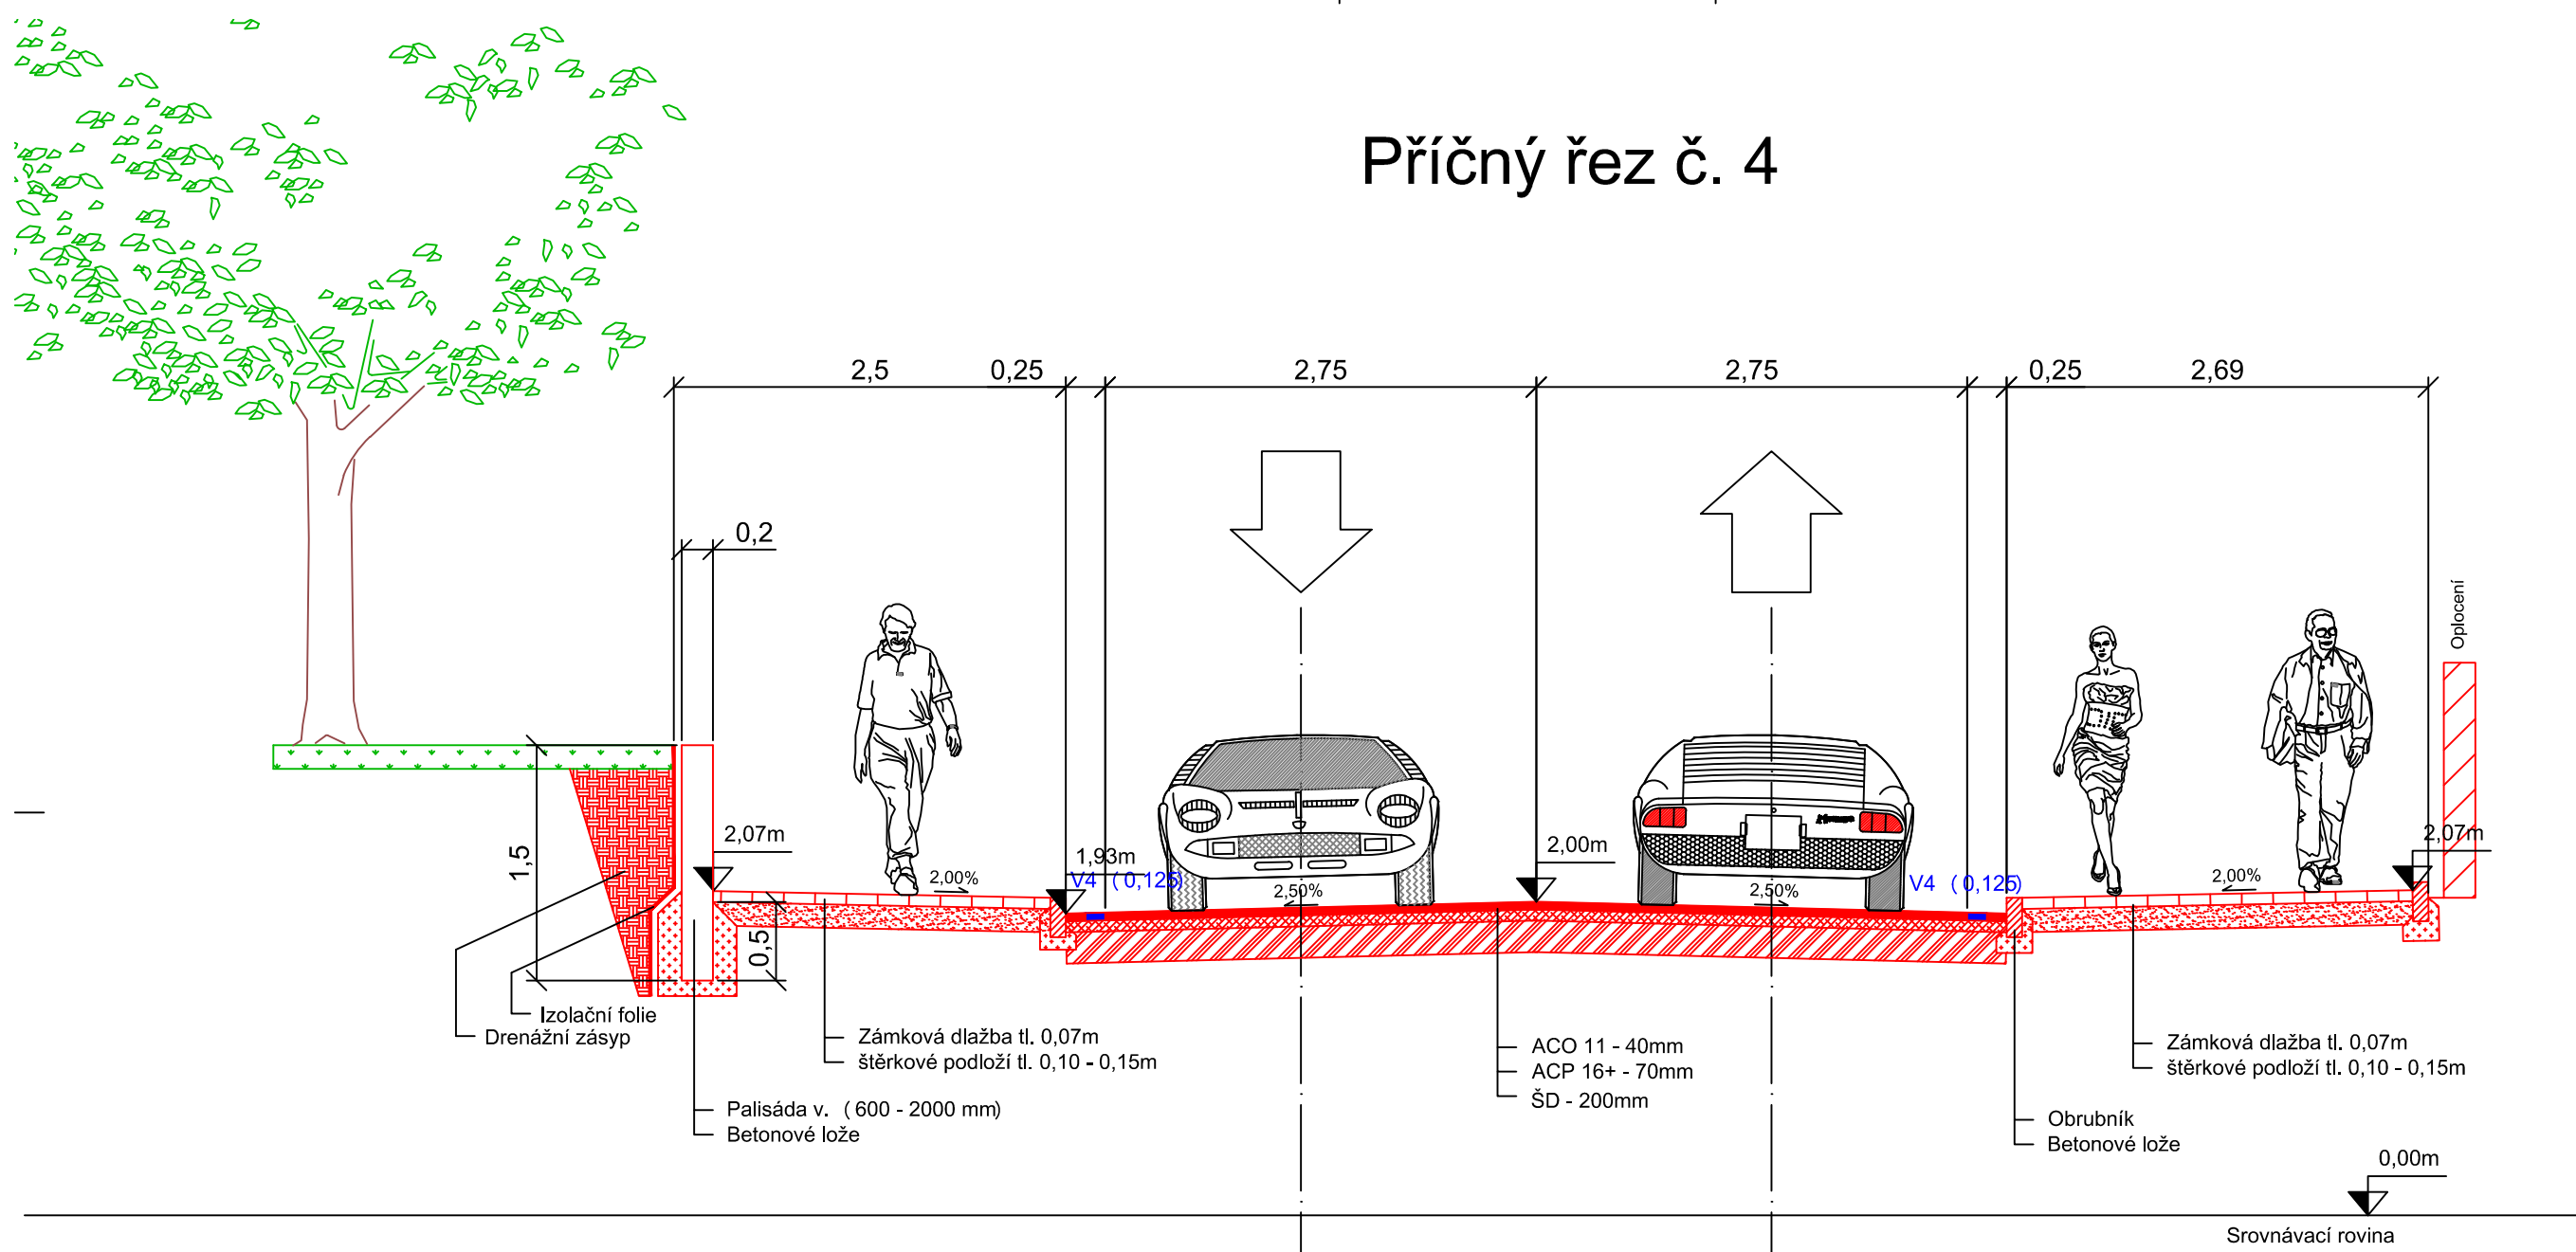 Příčný řez č. 4
2,5
0,25
2,75
2,75
0,25
2,69
0,2
Oplocení
2,07m
1,93m
2,00m
2,07m
V4 (0,125)
V4 (0,125)
2,00%
2,50%
2,50%
2,00%
1,5
0,5
Izolační folie
Drenážní zásyp
Zámková dlažba tl. 0,07m
štěrkové podloží tl. 0,10 - 0,15m
Palisáda v. (600 - 2000 mm)
Betonové lože
ACO 11 - 40mm
ACP 16+ - 70mm
ŠD - 200mm
Zámková dlažba tl. 0,07m
štěrkové podloží tl. 0,10 - 0,15m
Obrubník
Betonové lože
0,00m
Srovnávací rovina